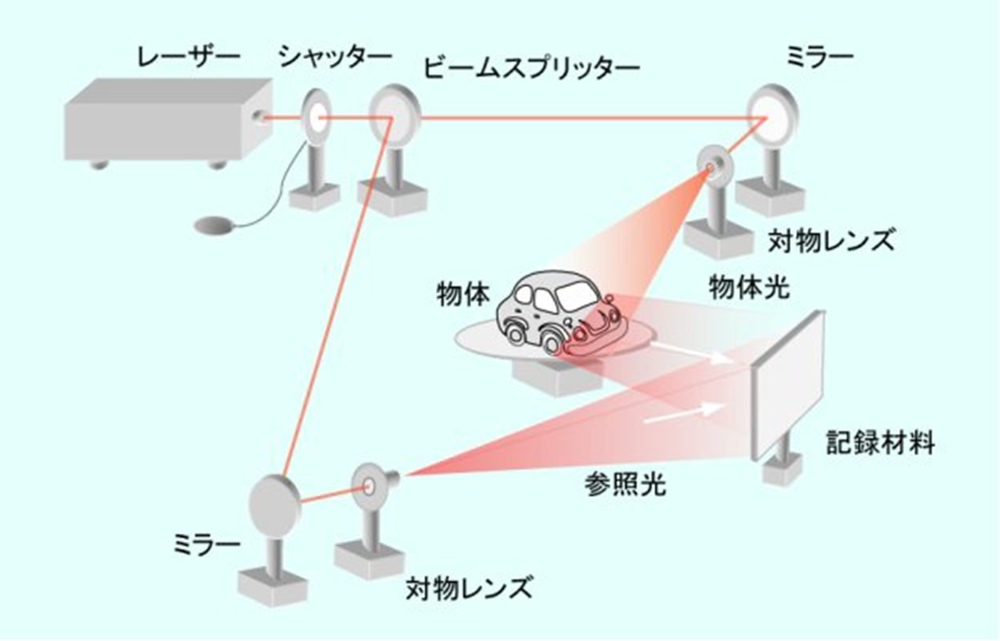 レーザー
シャッター
ビームスプリッター
ミラー
対物レンズ
物体
物体光
記録材料
参照光
ミラー
対物レンズ